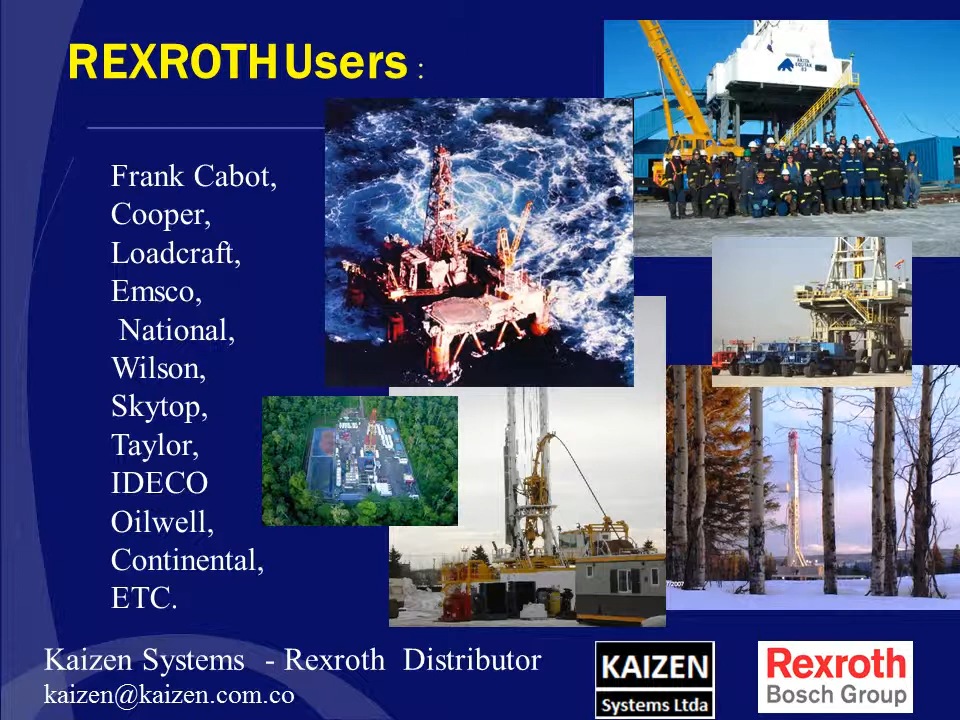 REXROTH Users :
Frank Cabot,
Cooper,
Loadcraft,
Emsco,
National,
Wilson,
Skytop,
Taylor,
IDECO
Oilwell,
Continental,
ETC.
Kaizen Systems - Rexroth Distributor
kaizen@kaizen.com.co
KAIZEN
Systems Ltda
Rexroth
Bosch Group